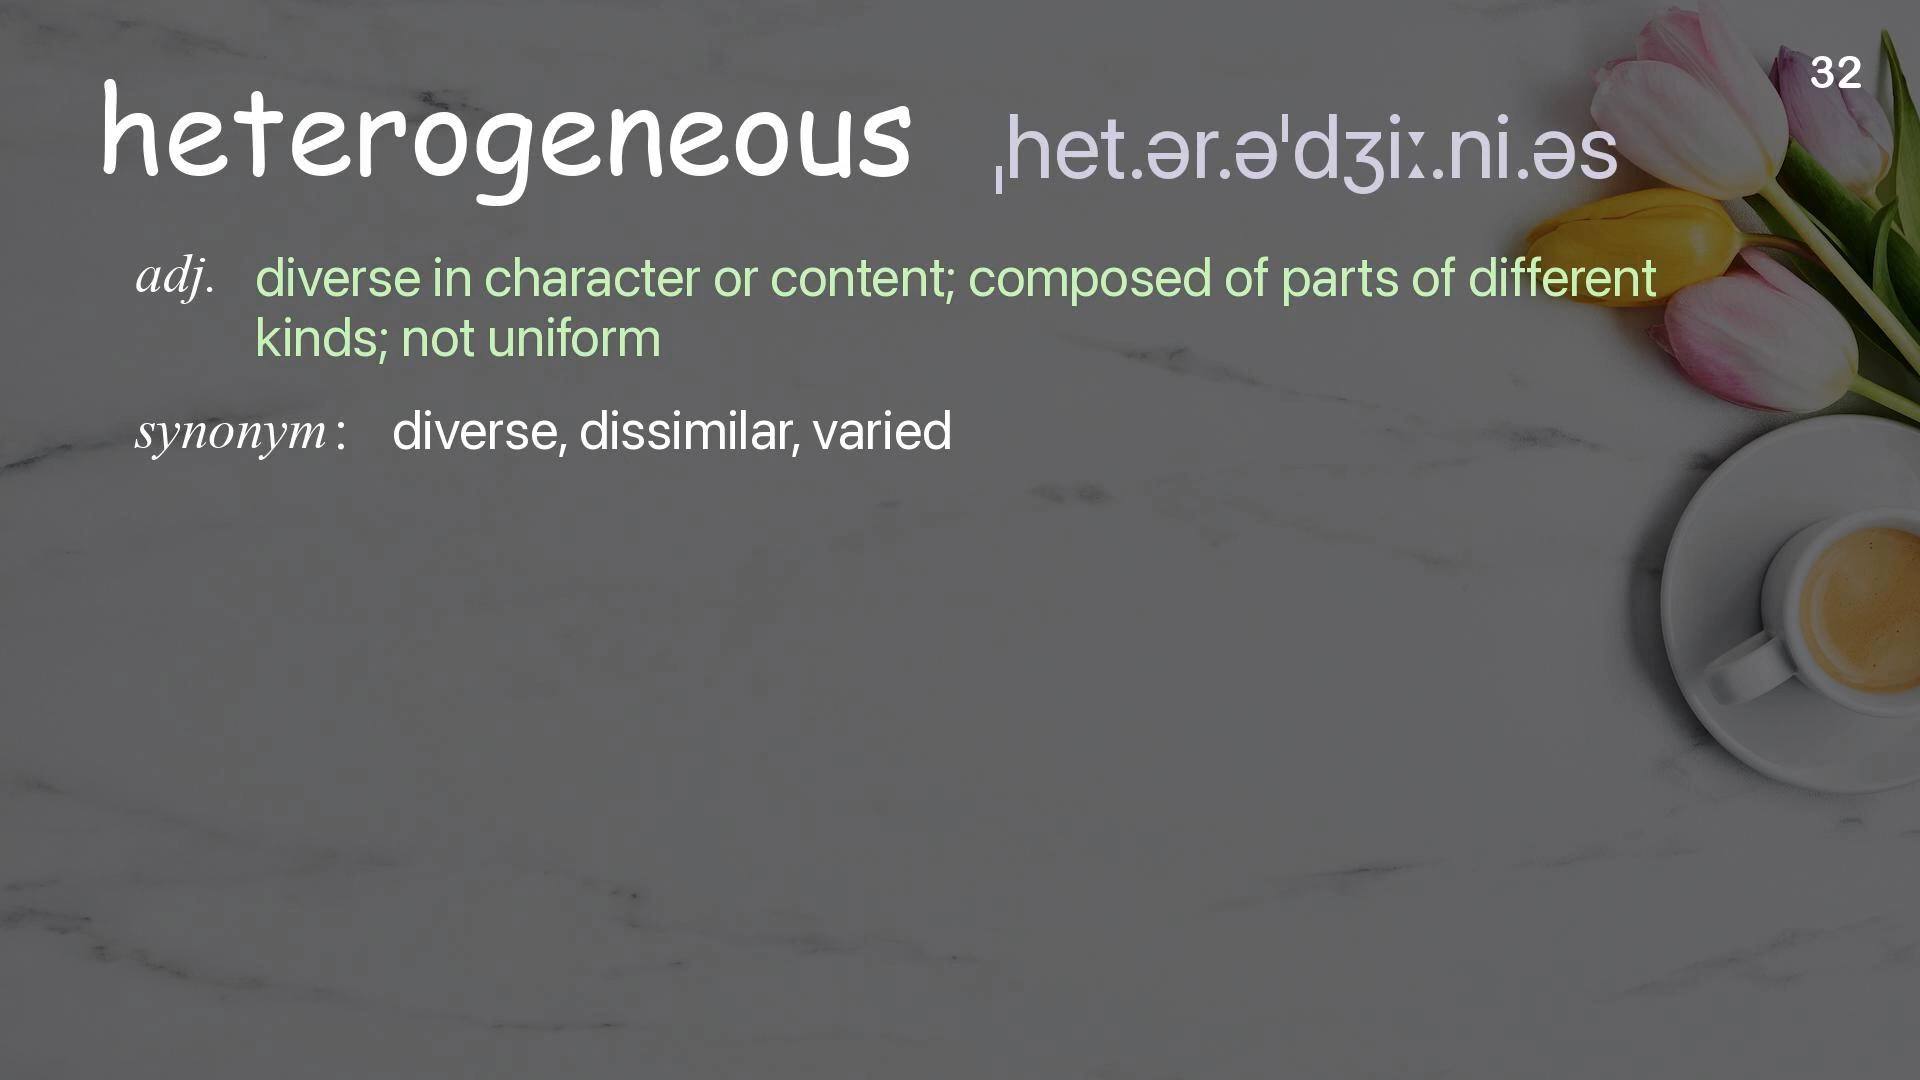 32
heterogeneous ˌhet.ər.əˈdʒiː.ni.əs
adj. diverse in character or content; composed of parts of different
kinds; not uniform
synonym: diverse, dissimilar, varied